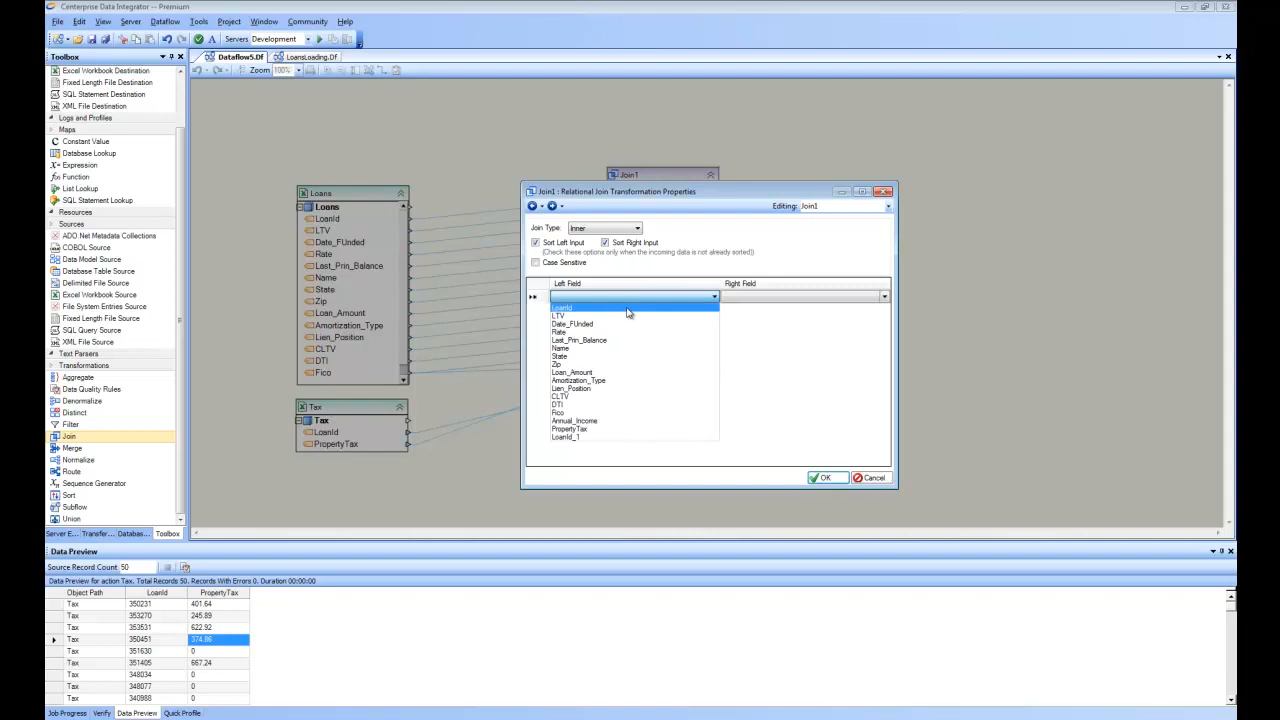 Centerprise Data Integrator -- Premium
File Edit View Server Dataflow Tools Project Window Community Help
Servers Development
Toolbox
Dataflow5.Df LoansLoading.Df
Zoom 100%
Excel Workbook Destination
Fixed Length File Destination
SQL Statement Destination
XML File Destination
Logs and Profiles
Maps
Constant Value
Database Lookup
Expression
Function
List Lookup
SQL Statement Lookup
Resources
Sources
ADO.Net Metadata Collections
COBOL Source
Data Model Source
Database Table Source
Delimited File Source
Excel Workbook Source
File System Entries Source
Fixed Length File Source
SQL Query Source
XML File Source
Text Parsers
Transformations
Aggregate
Data Quality Rules
Denormalize
Distinct
Filter
Join
Merge
Normalize
Route
Sequence Generator
Sort
Subflow
Union
Server E... Transfer... Databas... Toolbox
Loans
Loans
LoanId
LTV
Date_FUnded
Rate
Last_Prin_Balance
Name
State
Zip
Loan_Amount
Amortization_Type
Lien_Position
CLTV
DTI
Fico
Tax
Tax
LoanId
PropertyTax
Join1
Join1 : Relational Join Transformation Properties
Editing: Join1
Join Type: Inner
Sort Left Input Sort Right Input
(Check these options only when the incoming data is not already sorted)
Case Sensitive
Left Field Right Field
LoanId
LTV
Date_FUnded
Rate
Last_Prin_Balance
Name
State
Zip
Loan_Amount
Amortization_Type
Lien_Position
CLTV
DTI
Fico
Annual_Income
PropertyTax
LoanId_1
OK Cancel
Data Preview
Source Record Count 50
Data Preview for action Tax. Total Records 50. Records With Errors 0. Duration 00:00:00
Object Path LoanId PropertyTax
Tax 350231 401.64
Tax 353270 245.89
Tax 353531 622.92
Tax 350451 374.86
Tax 351630 0
Tax 351405 667.24
Tax 348034 0
Tax 348077 0
Tax 340988 0
Job Progress Verify Data Preview Quick Profile